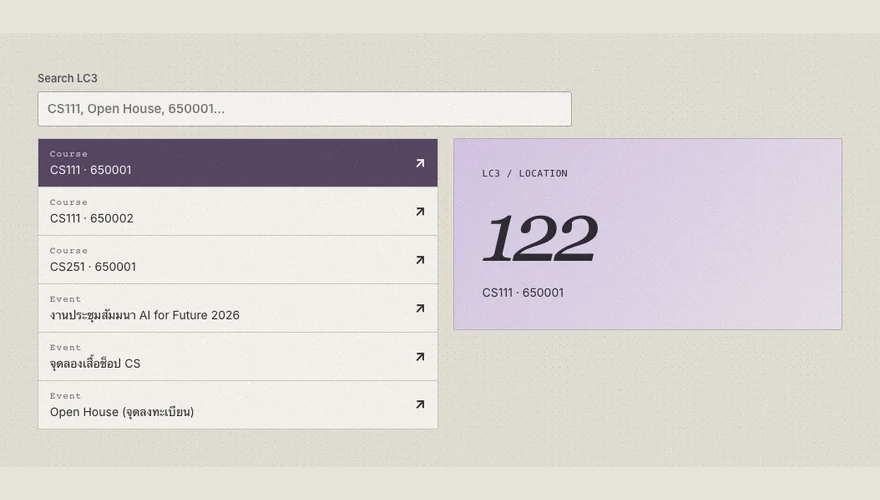 Search LC3
CS111, Open House, 650001...
Course
CS111 · 650001
Course
CS111 · 650002
Course
CS251 · 650001
Event
งานประชุมสัมมนา AI for Future 2026
Event
จุดลองเสื้อช็อป CS
Event
Open House (จุดลงทะเบียน)
LC3 / LOCATION
122
CS111 · 650001